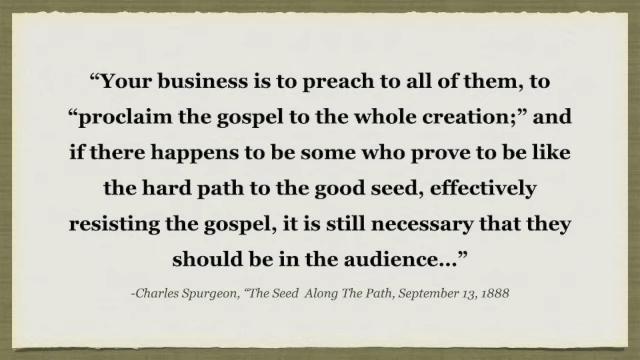 “Your business is to preach to all of them, to
“proclaim the gospel to the whole creation;” and
if there happens to be some who prove to be like
the hard path to the good seed, effectively
resisting the gospel, it is still necessary that they
should be in the audience...”
-Charles Spurgeon, “The Seed Along The Path, September 13, 1888